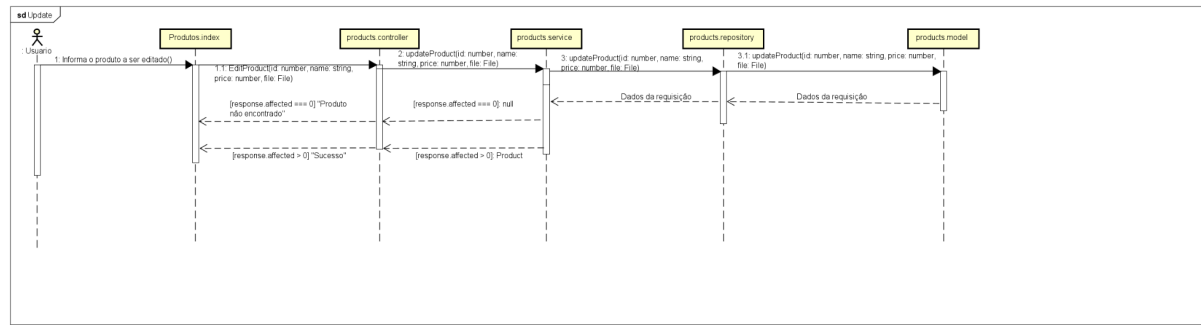 sd Update
: Usuario
Produtos.index
products.controller
products.service
products.repository
products.model
1: Informa o produto a ser editado()
1.1: EditProduct(id: number, name: string,
price: number, file: File)
2: updateProduct(id: number, name:
string, price: number, file: File)
3: updateProduct(id: number, name: string,
price: number, file: File)
3.1: updateProduct(id: number, name: string, price: number,
file: File)
Dados da requisição
Dados da requisição
[response.affected === 0]: null
[response.affected === 0] "Produto
não encontrado"
[response.affected > 0]: Product
[response.affected > 0] "Sucesso"